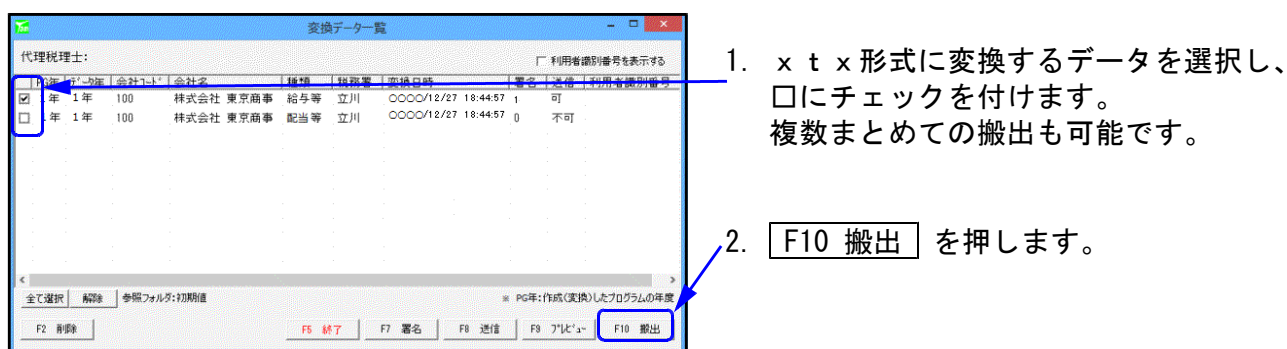 変換データ一覧
代理税理士:
利用者識別番号を表示する
PG年 ﾃﾞｰﾀ年 会社ｺｰﾄﾞ 会社名 種類 税務署 変換日時 署名 送信 利用者識別番号
1年 1年 100 株式会社 東京商事 給与等 立川 ○○○○/12/27 18:44:57 1 可
1年 1年 100 株式会社 東京商事 配当等 立川 ○○○○/12/27 18:44:57 0 不可
全て選択 解除 参照フォルダ:初期値 ※ PG年:作成(変換)したプログラムの年度
F2 削除 F5 終了 F7 署名 F8 送信 F9 ﾌﾟﾚﾋﾞｭｰ F10 搬出
1. ｘｔｘ形式に変換するデータを選択し、
口にチェックを付けます。
複数まとめての搬出も可能です。
2. F10 搬出 を押します。